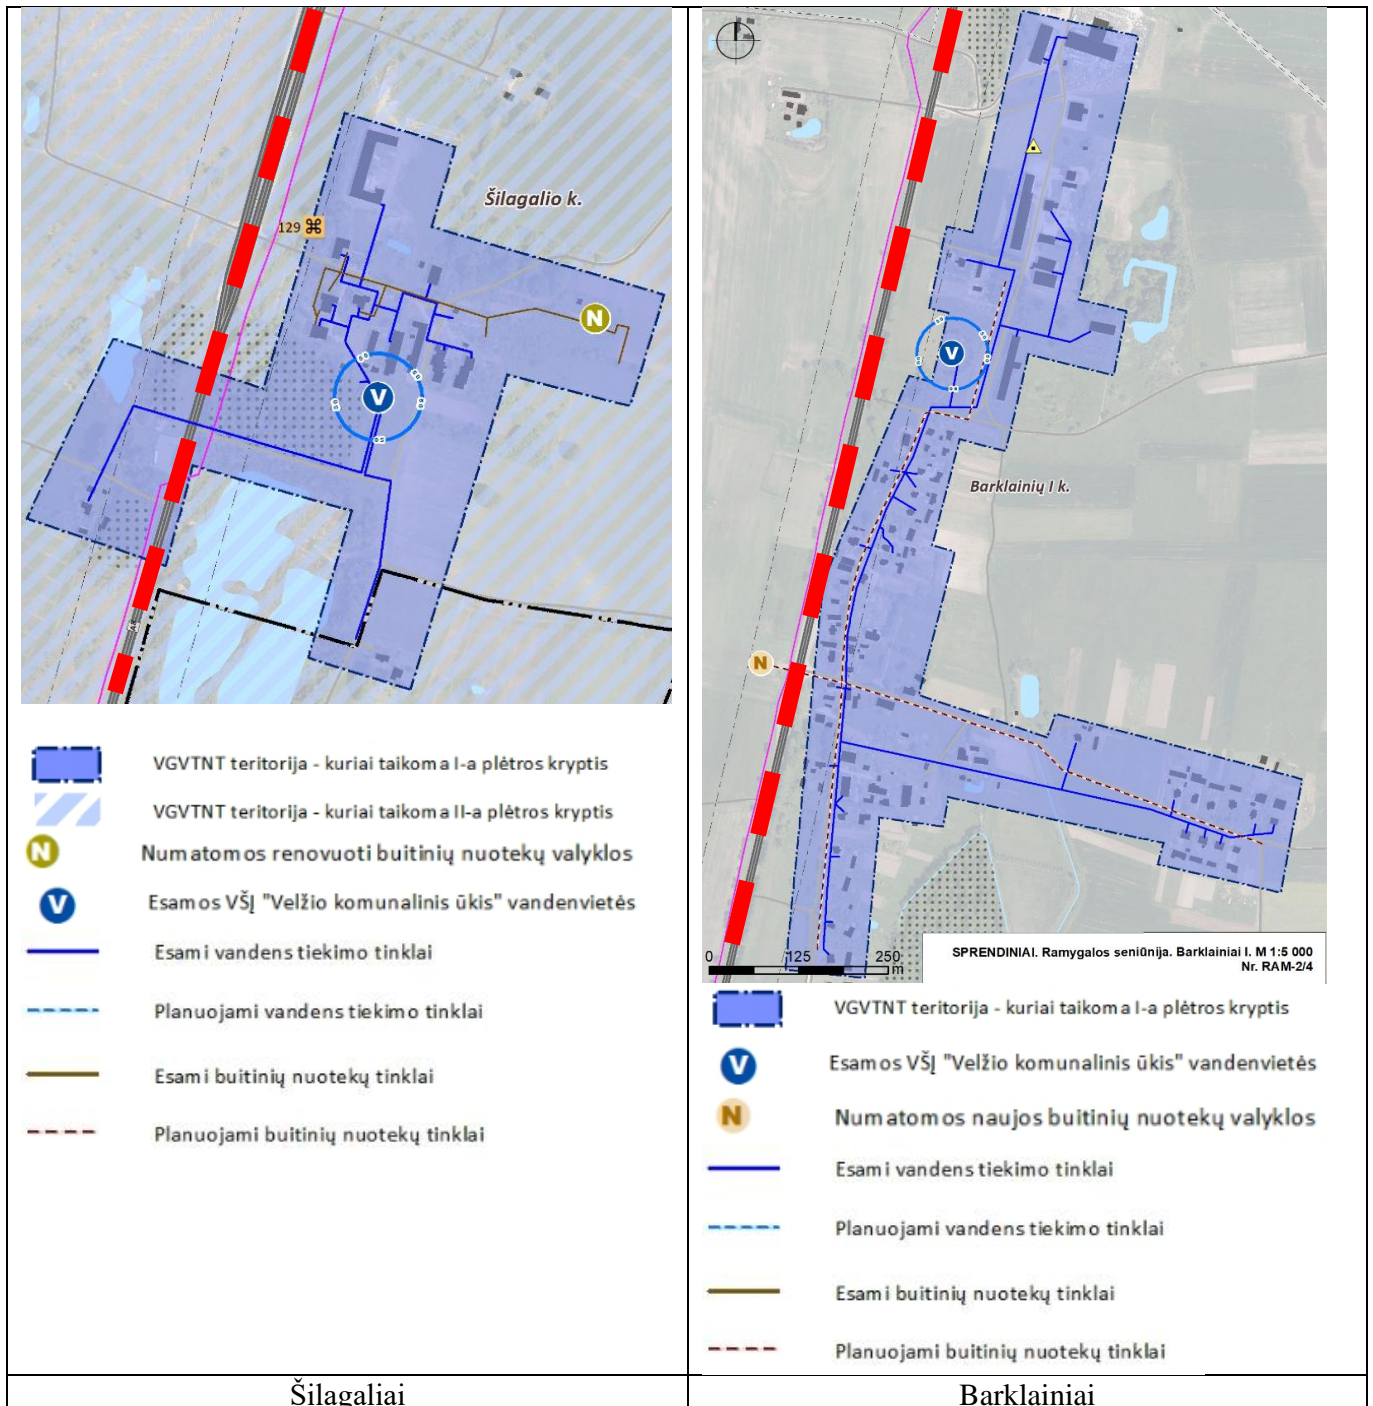 Šilagalio k.
129
N
V
VGVTNT teritorija - kuriai taikoma I-a plėtros kryptis
VGVTNT teritorija - kuriai taikoma II-a plėtros kryptis
N Numatomos renovuoti buitinių nuotekų valyklos
V Esamos VŠĮ "Velžio komunalinis ūkis" vandenvietės
Esami vandens tiekimo tinklai
Planuojami vandens tiekimo tinklai
Esami buitinių nuotekų tinklai
Planuojami buitinių nuotekų tinklai
Šilagaliai
V
Barklainių I k.
N
0 125 250 m
SPRENDINIAI. Ramygalos seniūnija. Barklainiai I. M 1:5 000
Nr. RAM-2/4
VGVTNT teritorija - kuriai taikoma I-a plėtros kryptis
V Esamos VŠĮ "Velžio komunalinis ūkis" vandenvietės
N Numatomos naujos buitinių nuotekų valyklos
Esami vandens tiekimo tinklai
Planuojami vandens tiekimo tinklai
Esami buitinių nuotekų tinklai
Planuojami buitinių nuotekų tinklai
Barklainiai